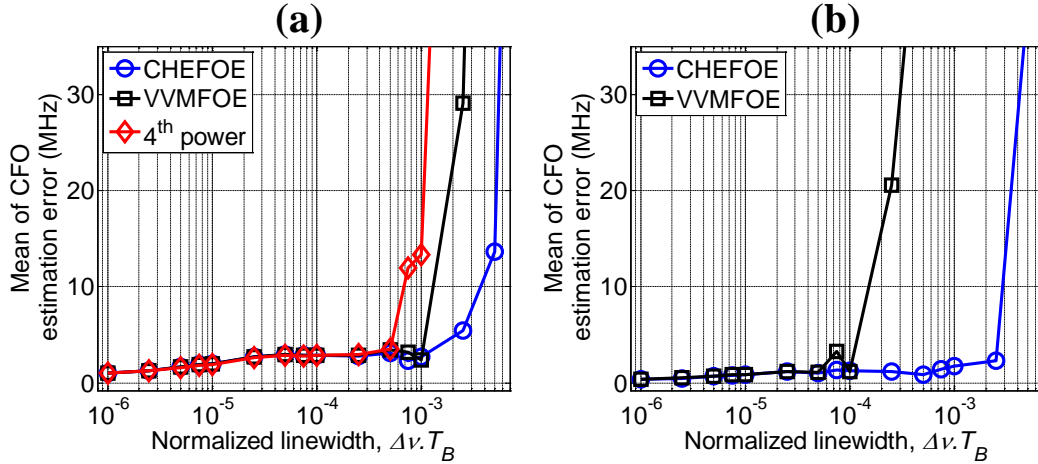 (a)
CHEFOE
VVMFOE
4th power
30
20
10
0
Mean of CFO
estimation error (MHz)
10-6
10-5
10-4
10-3
Normalized linewidth, Δν.TB
(b)
CHEFOE
VVMFOE
30
20
10
0
Mean of CFO
estimation error (MHz)
10-6
10-5
10-4
10-3
Normalized linewidth, Δν.TB